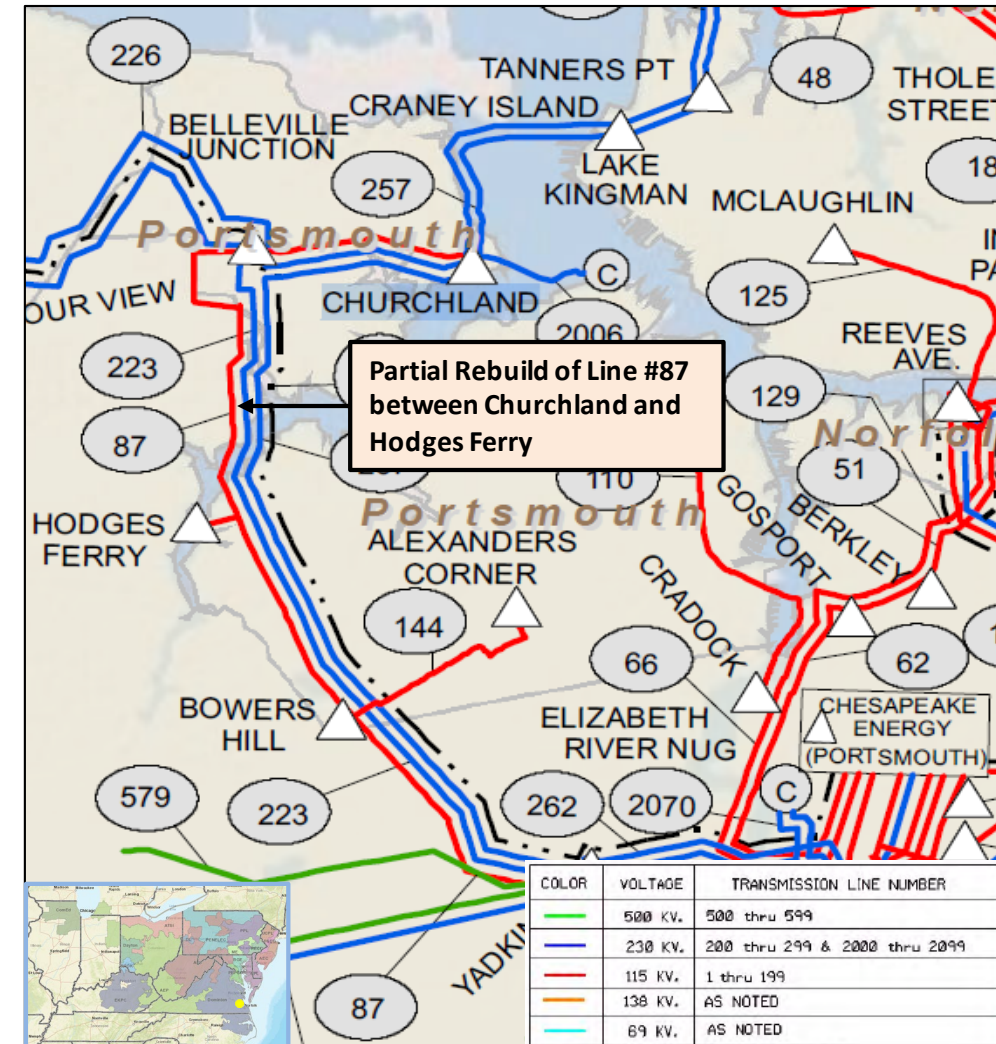 226
TANNERS PT
48
THOLE
STREET
CRANEY ISLAND
BELLEVILLE
JUNCTION
LAKE
KINGMAN
257
18
MCLAUGHLIN
Portsmouth
C
125
OUR VIEW
CHURCHLAND
2006
REEVES
AVE.
223
Partial Rebuild of Line #87
between Churchland and
Hodges Ferry
129
87
Norfol
51
110
GOSPORT
BERKLEY
Portsmouth
HODGES
FERRY
ALEXANDERS
CORNER
CRADOCK
144
66
62
BOWERS
HILL
ELIZABETH
RIVER NUG
CHESAPEAKE
ENERGY
(PORTSMOUTH)
579
223
262
2070
C
YADKIN
87
COLOR VOLTAGE TRANSMISSION LINE NUMBER
500 KV. 500 thru 599
230 KV. 200 thru 299 & 2000 thru 2099
115 KV. 1 thru 199
138 KV. AS NOTED
69 KV. AS NOTED